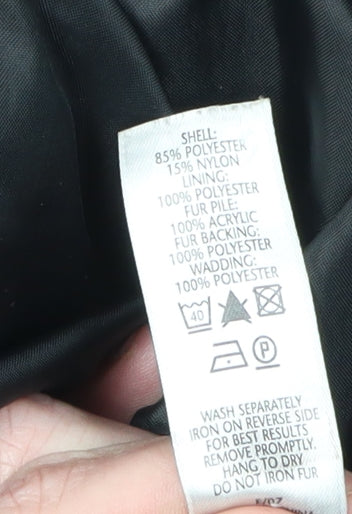 SHELL:
85% POLYESTER
15% NYLON
LINING:
100% POLYESTER
FUR PILE:
100% ACRYLIC
FUR BACKING:
100% POLYESTER
WADDING:
100% POLYESTER
40
P
WASH SEPARATELY
IRON ON REVERSE SIDE
FOR BEST RESULTS
REMOVE PROMPTLY.
HANG TO DRY
DO NOT IRON FUR